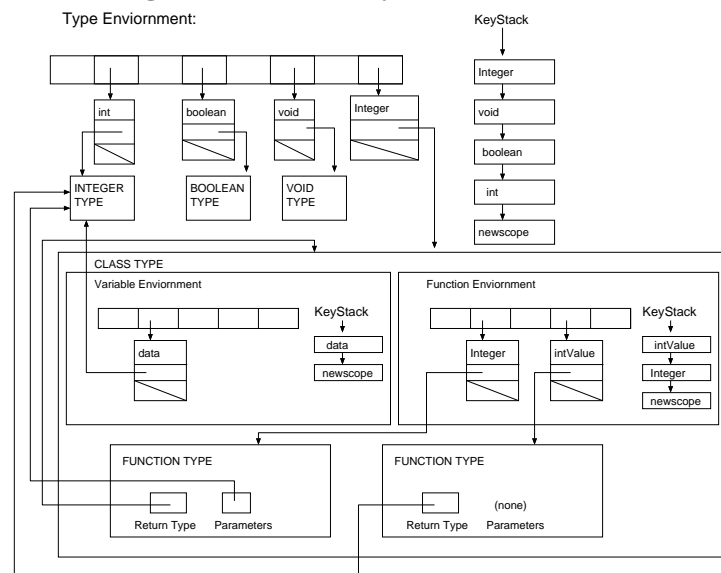 Type Enviornment:
KeyStack
Integer
void
boolean
int
newscope
int
boolean
void
Integer
INTEGER
TYPE
BOOLEAN
TYPE
VOID
TYPE
CLASS TYPE
Variable Enviornment
KeyStack
data
data
newscope
Function Enviornment
KeyStack
Integer
intValue
intValue
Integer
newscope
FUNCTION TYPE
Return Type
Parameters
FUNCTION TYPE
(none)
Return Type
Parameters